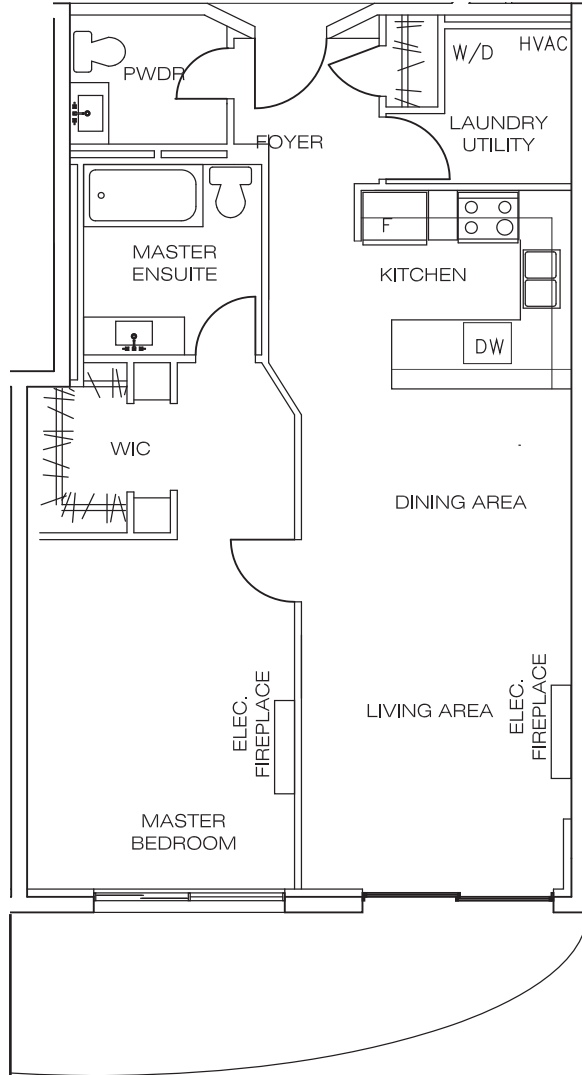 PWDR
W/D
HVAC
LAUNDRY
UTILITY
FOYER
F
MASTER
ENSUITE
KITCHEN
DW
WIC
DINING AREA
ELEC.
FIREPLACE
LIVING AREA
ELEC.
FIREPLACE
MASTER
BEDROOM